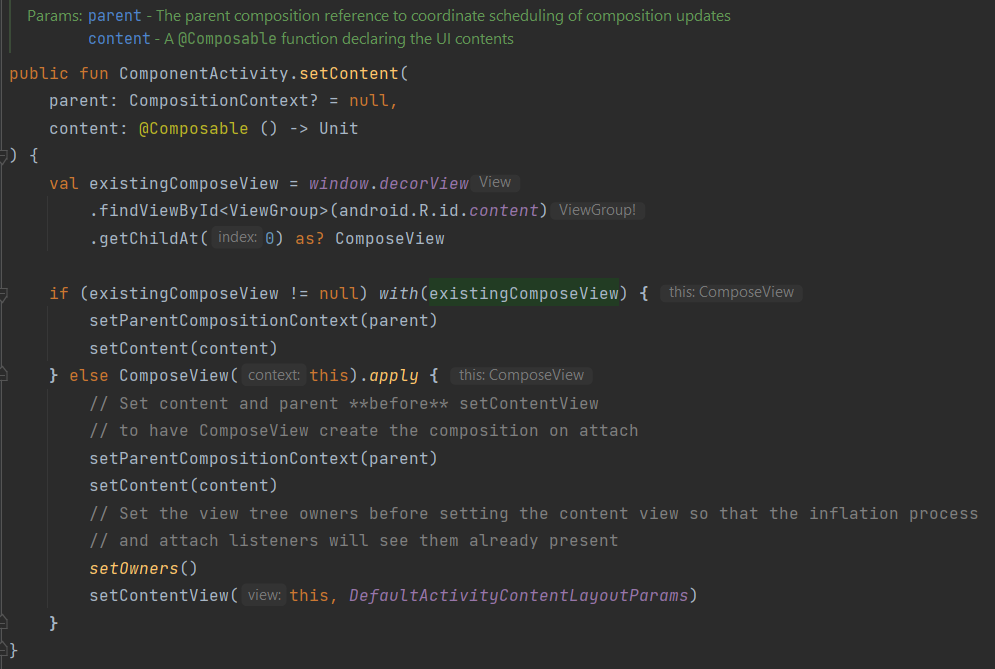 Params: parent - The parent composition reference to coordinate scheduling of composition updates
content - A @Composable function declaring the UI contents
public fun ComponentActivity.setContent(
    parent: CompositionContext? = null,
    content: @Composable () -> Unit
) {
    val existingComposeView = window.decorView View
        .findViewById<ViewGroup>(android.R.id.content) ViewGroup!
        .getChildAt( index: 0) as? ComposeView

    if (existingComposeView != null) with(existingComposeView) { this: ComposeView
        setParentCompositionContext(parent)
        setContent(content)
    } else ComposeView( context: this).apply { this: ComposeView
        // Set content and parent **before** setContentView
        // to have ComposeView create the composition on attach
        setParentCompositionContext(parent)
        setContent(content)
        // Set the view tree owners before setting the content view so that the inflation process
        // and attach listeners will see them already present
        setOwners()
        setContentView( view: this, DefaultActivityContentLayoutParams)
    }
}